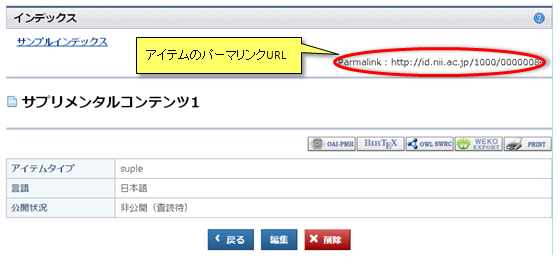 インデックス
サンプルインデックス
アイテムのパーマリンクURL
Parmalink : http://id.nii.ac.jp/1000/0000008
サプリメンタルコンテンツ1
OAI-PMH BIBTEX OWL SWRC WEKO EXPORT PRINT
アイテムタイプ suple
言語 日本語
公開状況 非公開（査読待）
戻る 編集 削除